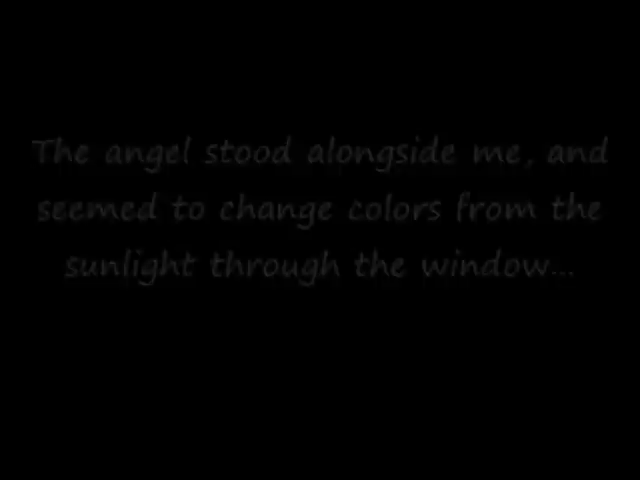 The angel stood alongside me, and
seemed to change colors from the
sunlight through the window...